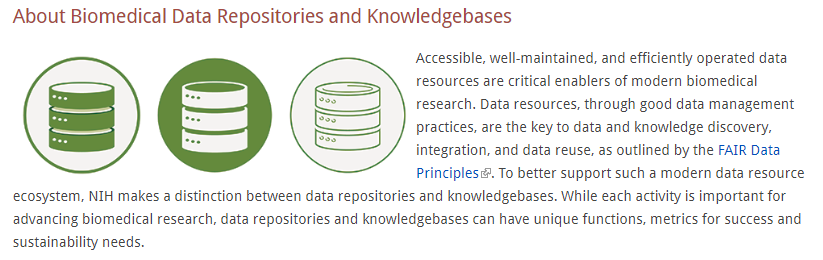 About Biomedical Data Repositories and Knowledgebases
Accessible, well-maintained, and efficiently operated data
resources are critical enablers of modern biomedical
research. Data resources, through good data management
practices, are the key to data and knowledge discovery,
integration, and data reuse, as outlined by the FAIR Data
Principles. To better support such a modern data resource
ecosystem, NIH makes a distinction between data repositories and knowledgebases. While each activity is important for
advancing biomedical research, data repositories and knowledgebases can have unique functions, metrics for success and
sustainability needs.